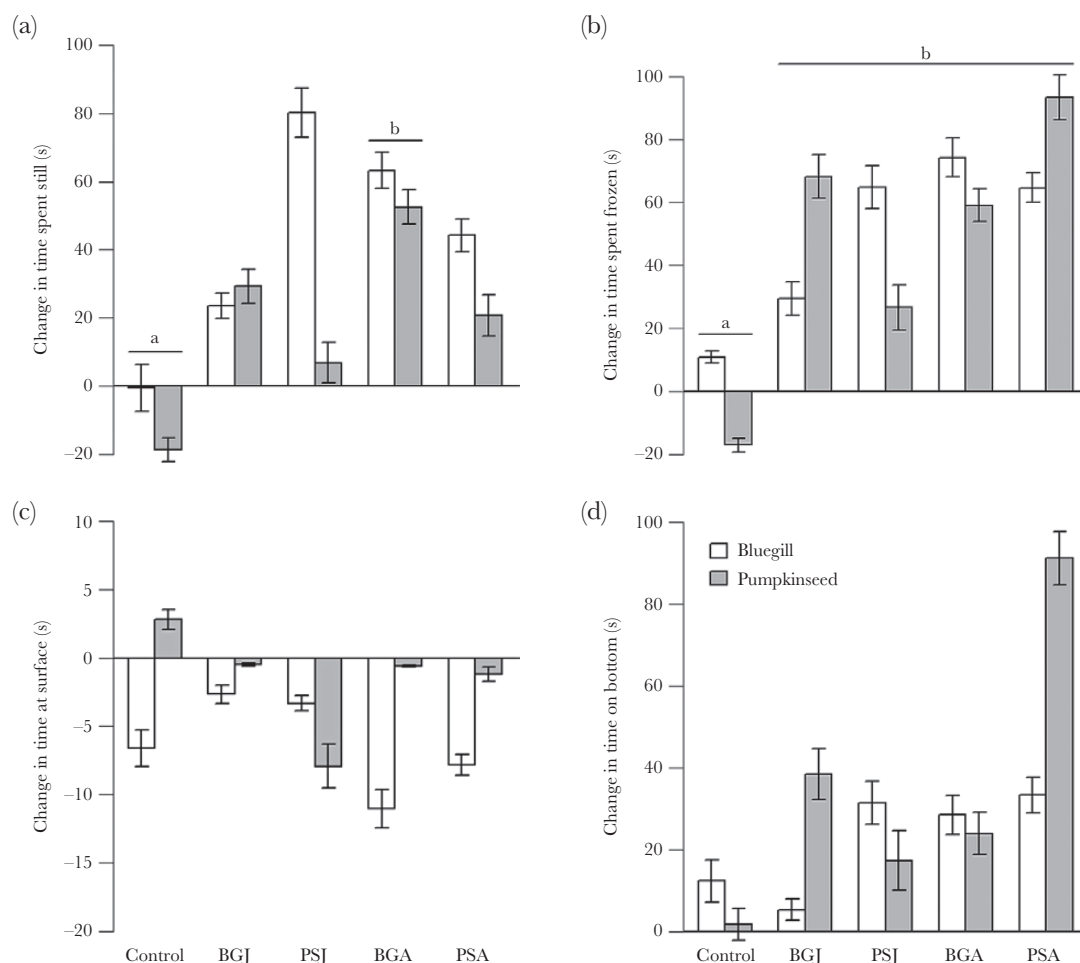 (a)
Change in time spent still (s)
100
80
60
40
20
0
–20
a
b
(b)
Change in time spent frozen (s)
100
80
60
40
20
0
–20
a
b
(c)
Change in time at surface (s)
10
5
0
–5
–10
–15
–20
Control BGJ PSJ BGA PSA
(d)
Change in time on bottom (s)
100
80
60
40
20
0
Bluegill
Pumpkinseed
Control BGJ PSJ BGA PSA